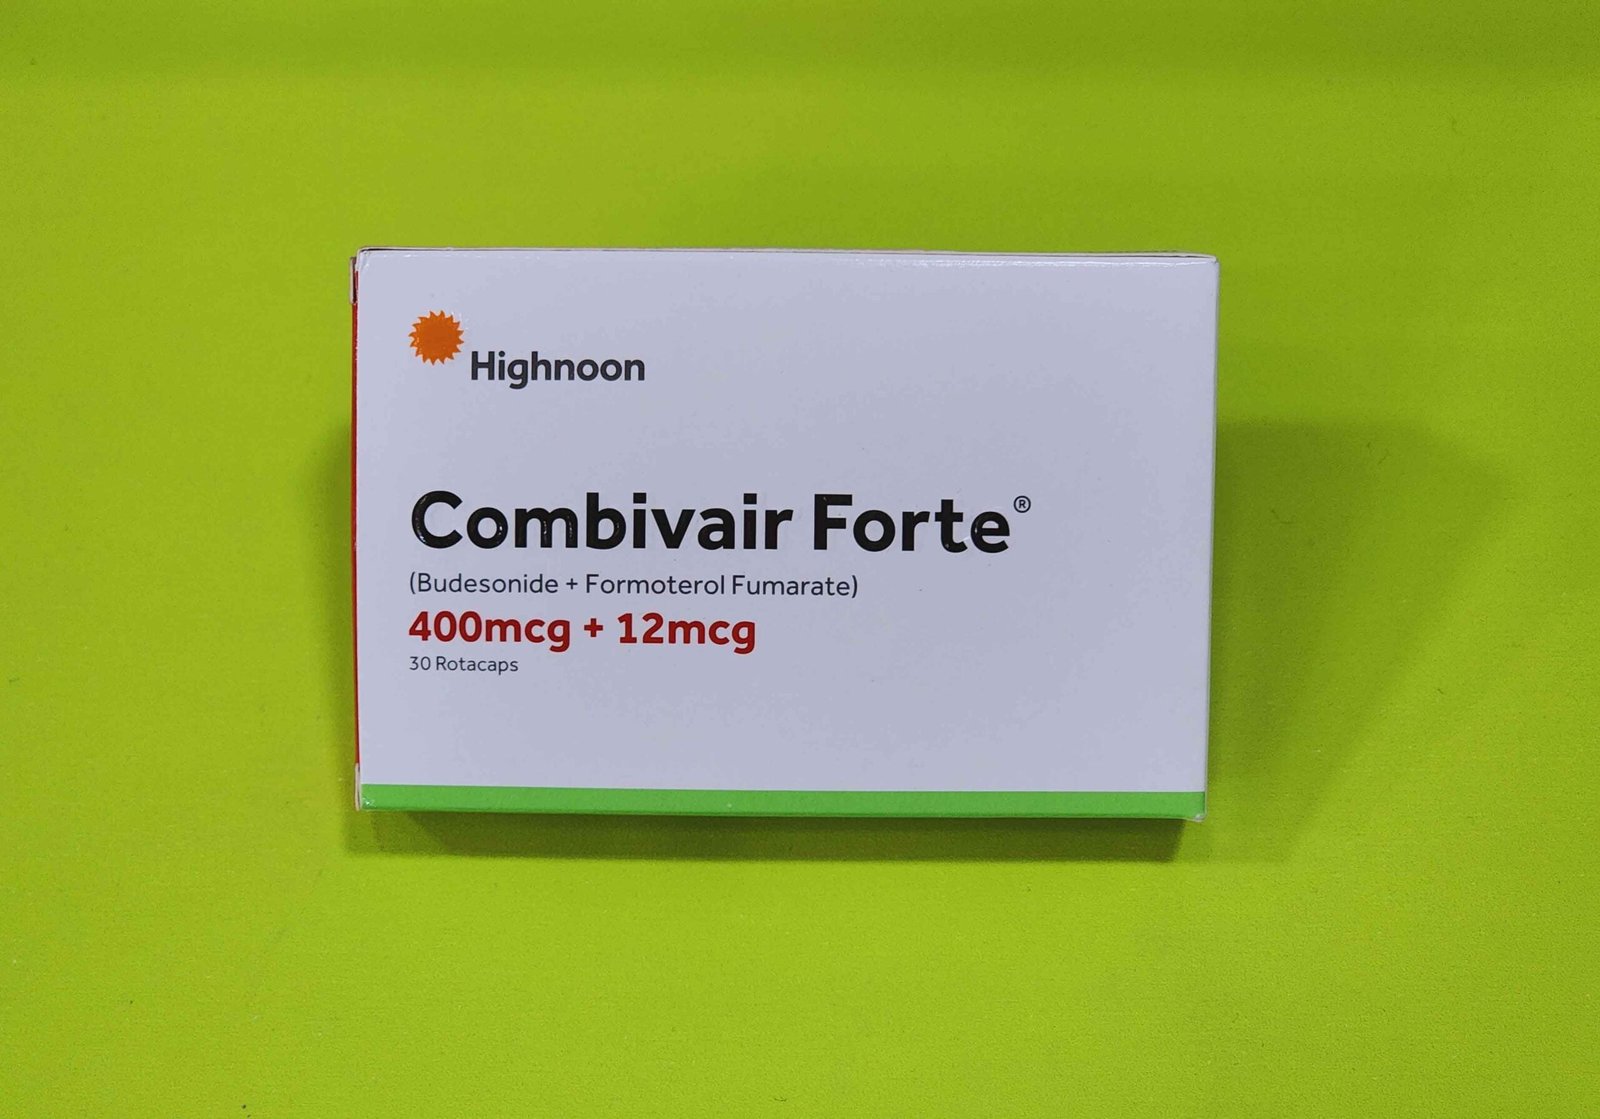 Highnoon
Combivair Forte®
(Budesonide + Formoterol Fumarate)
400mcg + 12mcg
30 Rotacaps